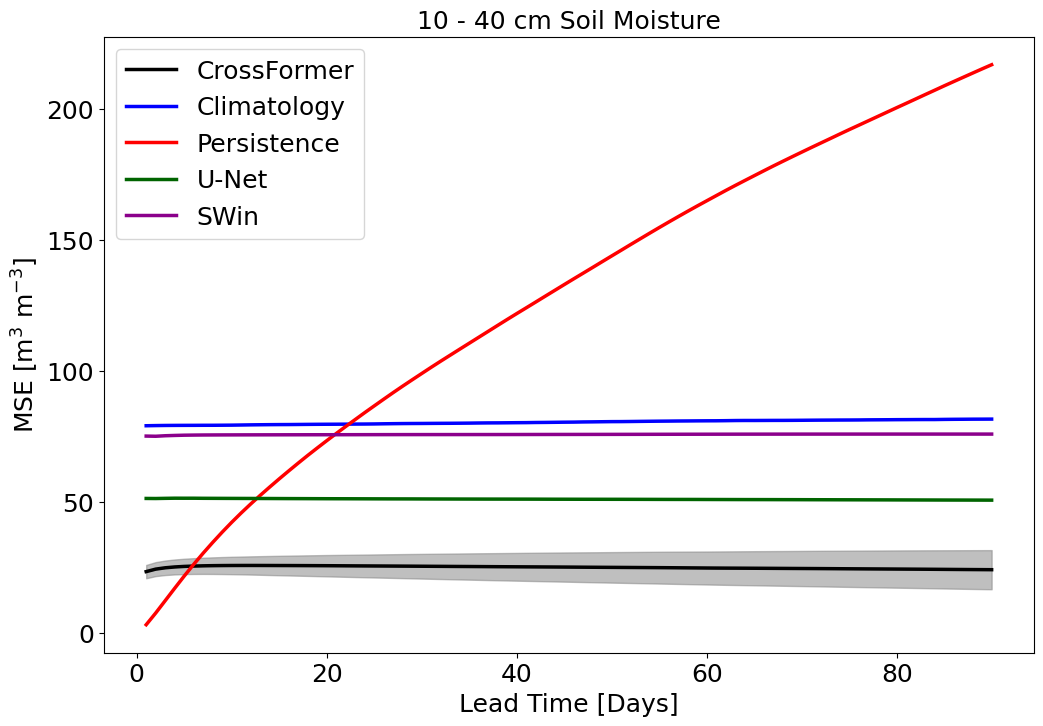 10 - 40 cm Soil Moisture
CrossFormer
Climatology
Persistence
U-Net
SWin
MSE [m³ m⁻³]
200
150
100
50
0
0 20 40 60 80
Lead Time [Days]